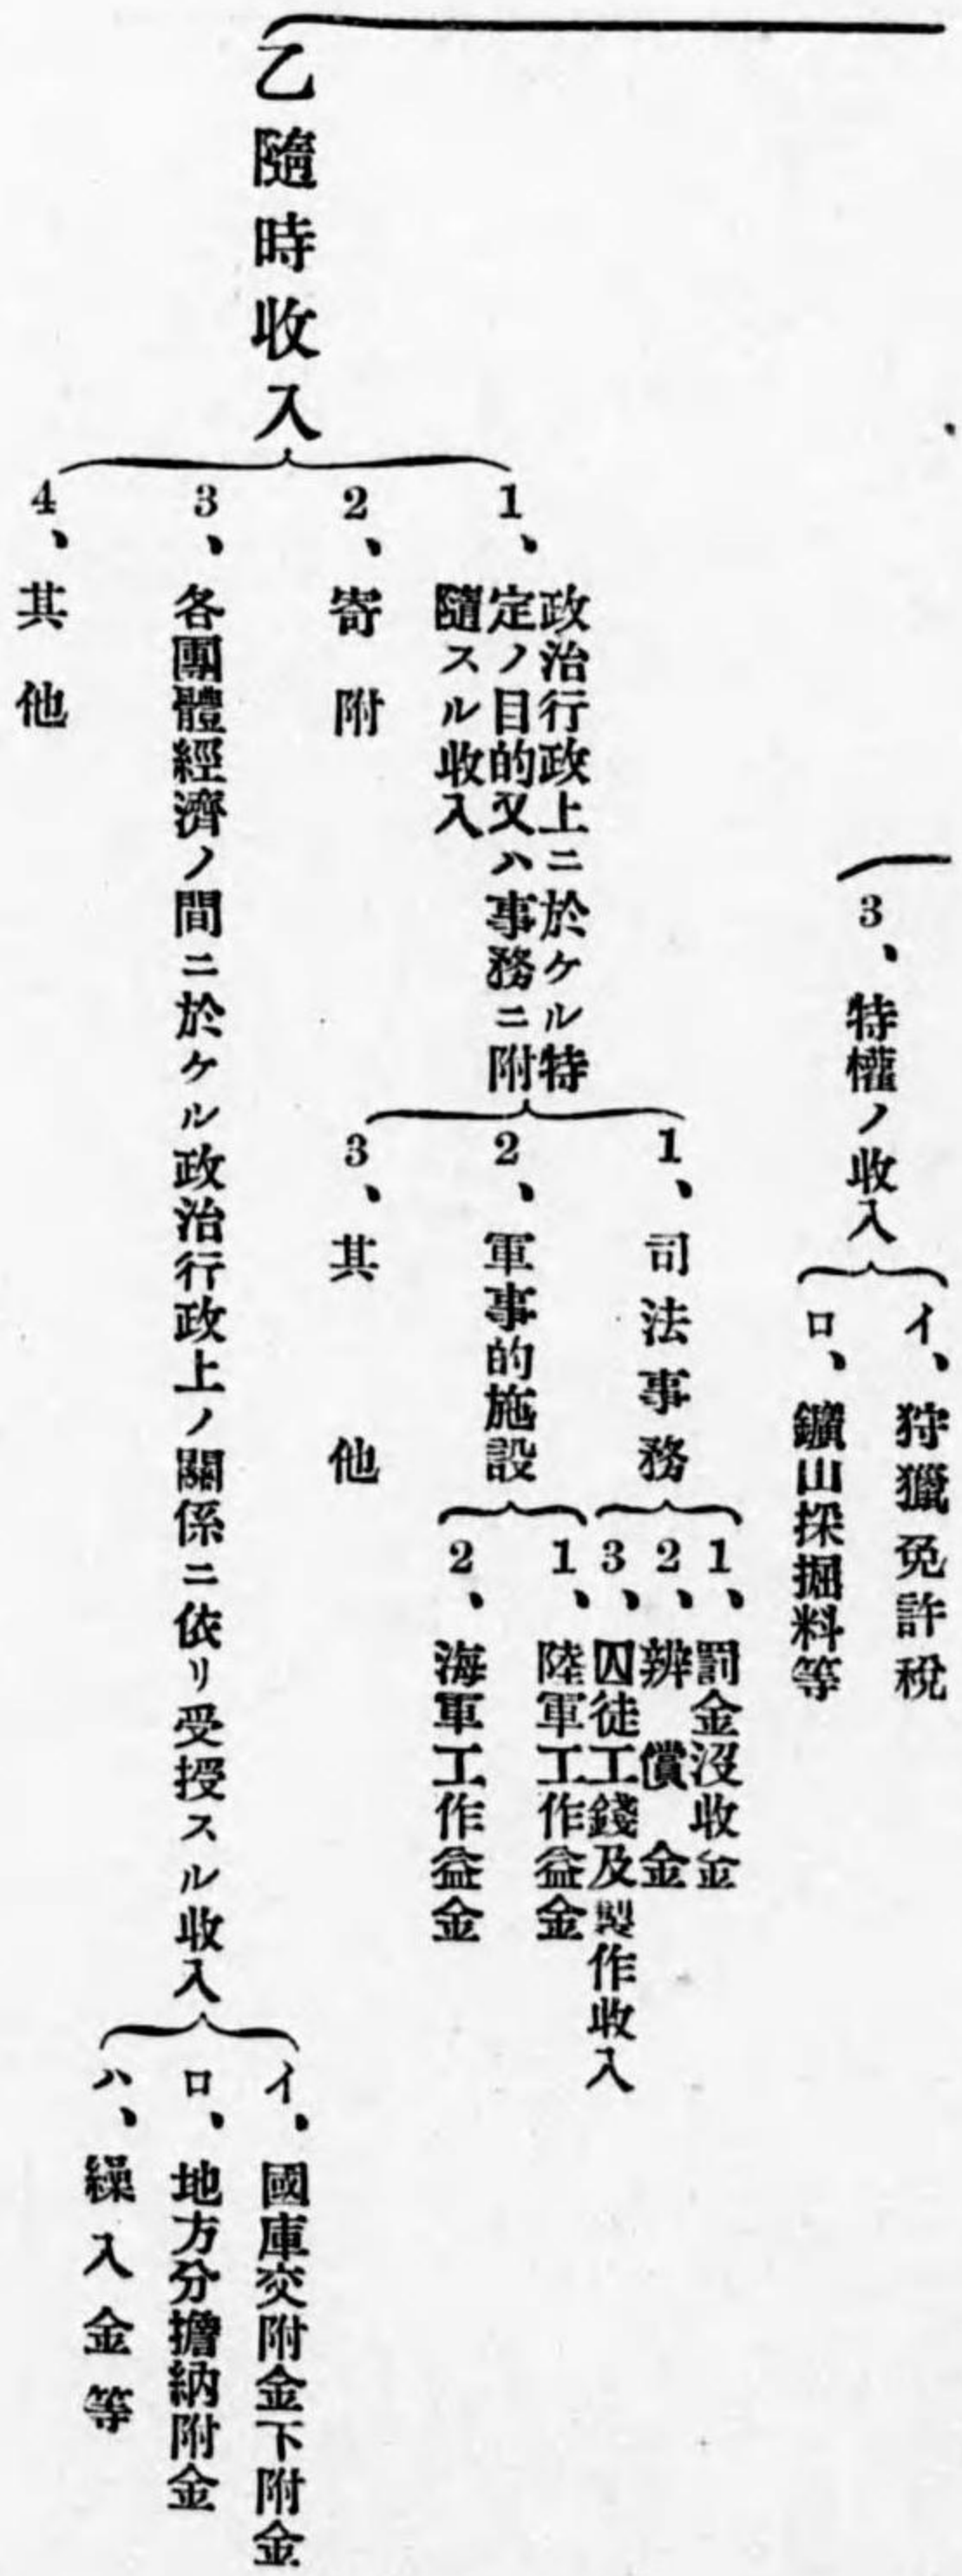 3、特權ノ收入
イ、狩獵免許稅
ロ、鑛山採掘料等
乙隨時收入
1、政治行政上ニ於ケル特
定ノ目的又ハ事務ニ附
隨スル收入
1、司法事務
1、罰金沒收金
2、辨償金
3、囚徒工錢及製作收入
2、軍事的施設
1、陸軍工作益金
2、海軍工作益金
3、其他
2、寄附
3、各團體經濟ノ間ニ於ケル政治行政上ノ關係ニ依リ受授スル收入
イ、國庫交附金下附金
ロ、地方分擔納附金
ハ、繰入金等
4、其他